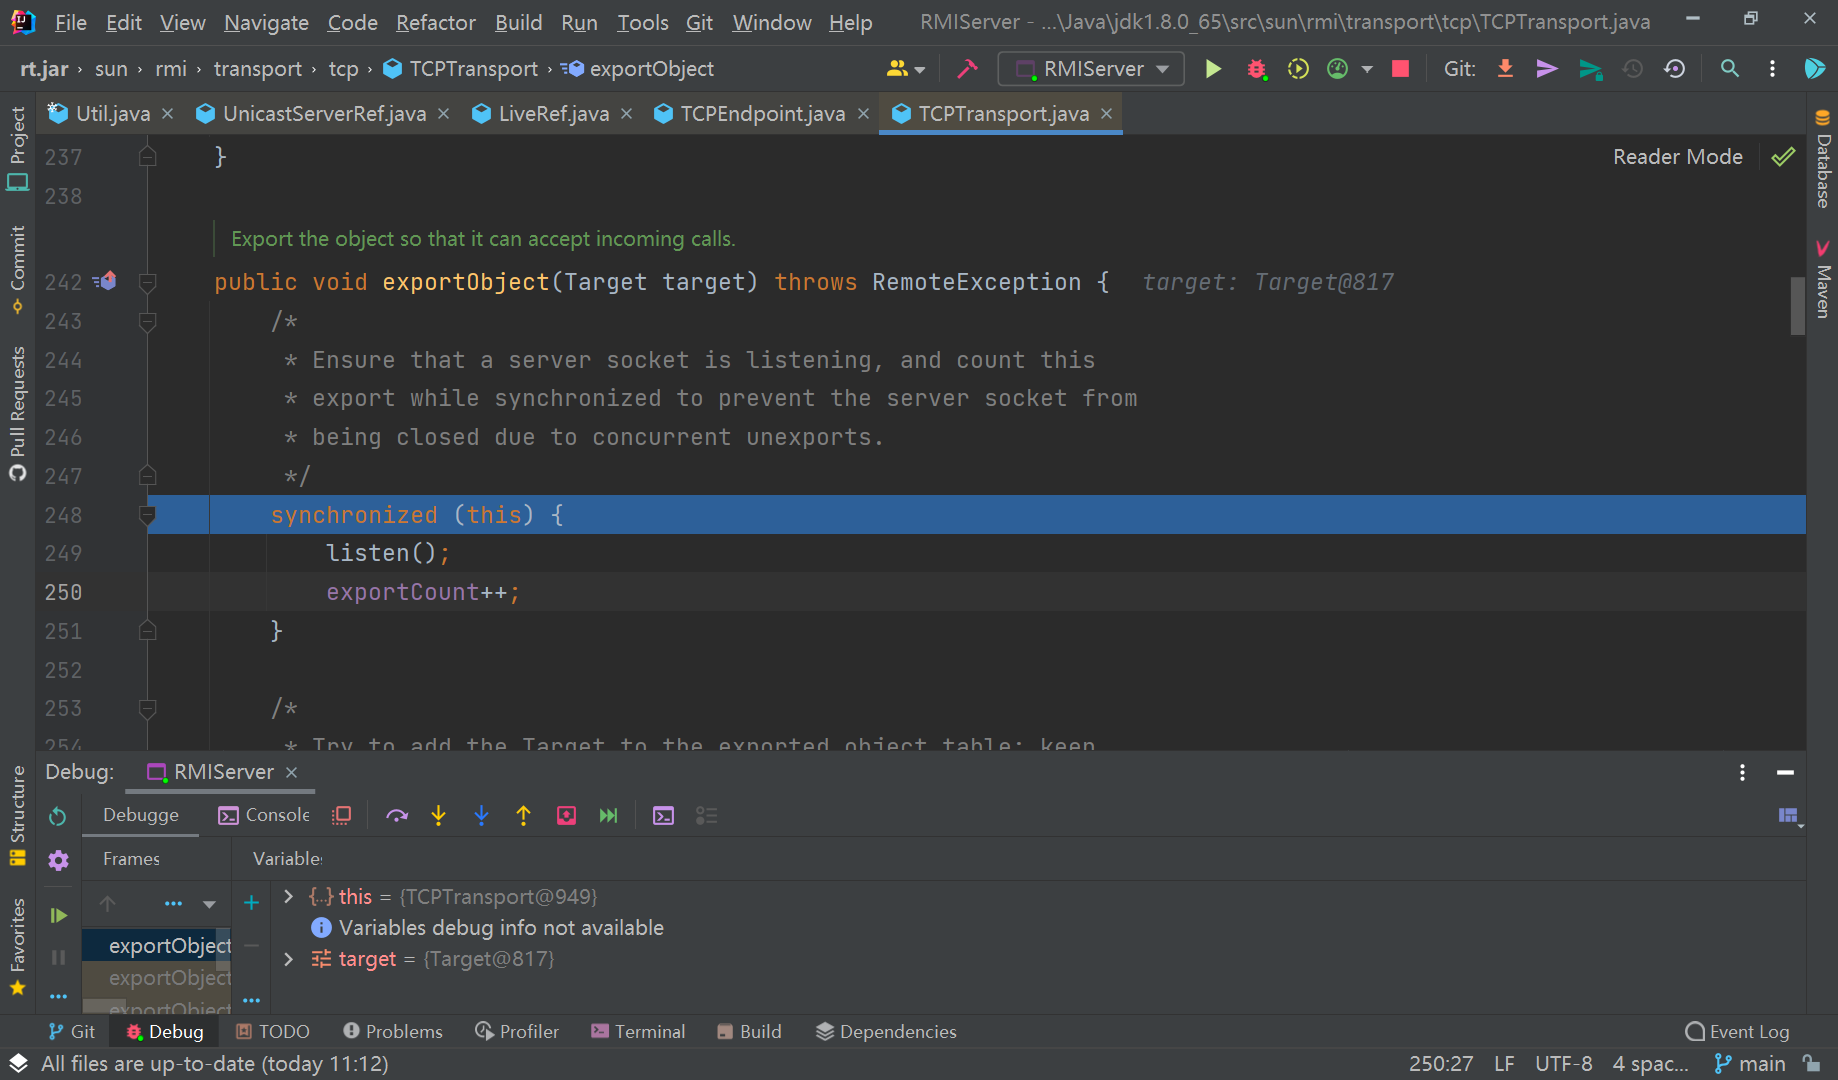 File Edit View Navigate Code Refactor Build Run Tools Git Window Help RMIServer - ...\Java\jdk1.8.0_65\src\sun\rmi\transport\tcp\TCPTransport.java
rt.jar › sun › rmi › transport › tcp › TCPTransport › exportObject RMIServer Git:
Util.java UnicastServerRef.java LiveRef.java TCPEndpoint.java TCPTransport.java
Project
Commit
Pull Requests
Structure
Favorites
Database
Maven
Reader Mode
237 }
238
Export the object so that it can accept incoming calls.
242 public void exportObject(Target target) throws RemoteException { target: Target@817
243 /*
244 * Ensure that a server socket is listening, and count this
245 * export while synchronized to prevent the server socket from
246 * being closed due to concurrent unexports.
247 */
248 synchronized (this) {
249 listen();
250 exportCount++;
251 }
252
253 /*
254 * Try to add the Target to the exported object table; keep
Debug: RMIServer
Debugge Console
Frames Variable
this = {TCPTransport@949}
Variables debug info not available
target = {Target@817}
exportObject
exportObject
exportObject
Git Debug TODO Problems Profiler Terminal Build Dependencies Event Log
All files are up-to-date (today 11:12) 250:27 LF UTF-8 4 spac... main